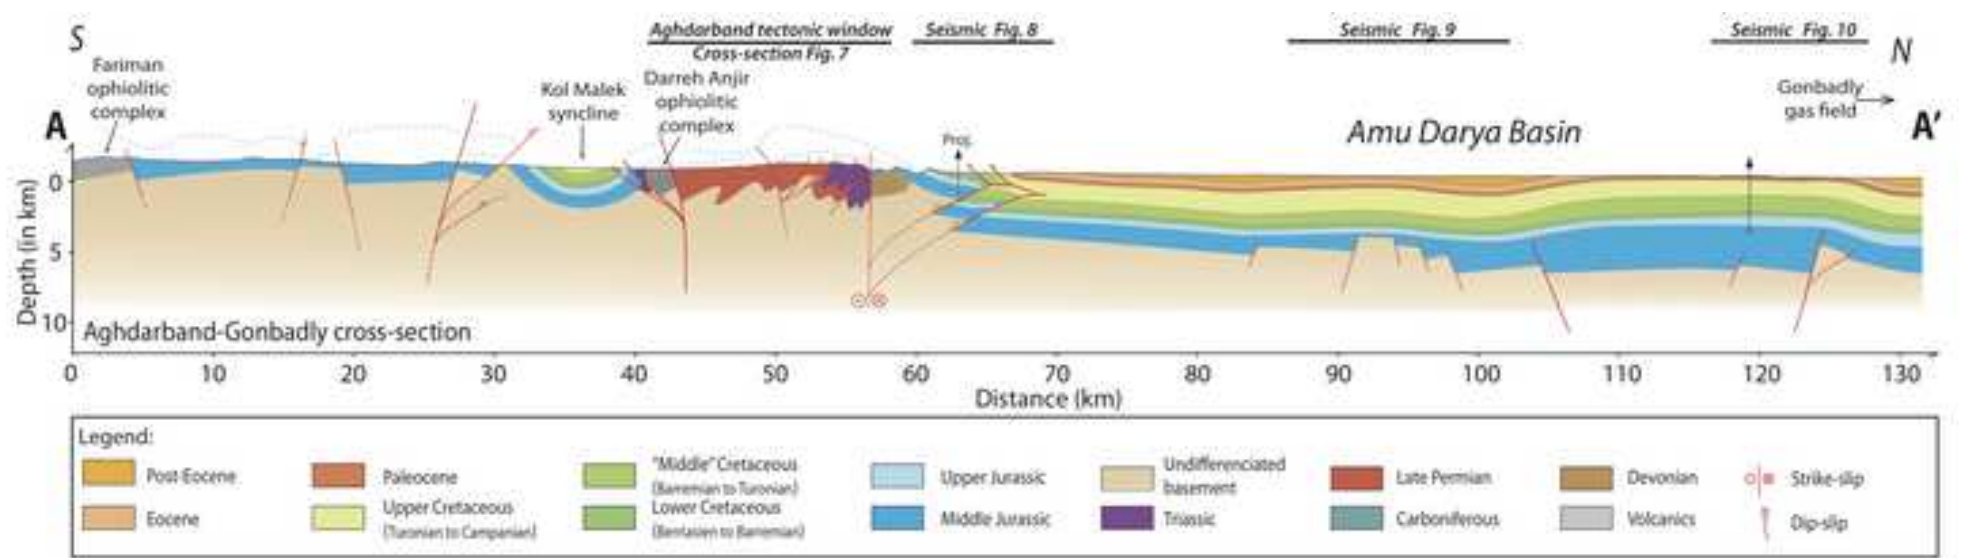 S
Aghdarband tectonic window
Cross-section Fig. 7
Seismic Fig. 8
Seismic Fig. 9
Seismic Fig. 10
N
Fariman
ophiolitic
complex
Kol Malek
syncline
Darreh Anjir
ophiolitic
complex
Gonbadly
gas field
A
A'
Proj.
Amu Darya Basin
Depth (in km)
0
5
10
Aghdarband-Gonbadly cross-section
0 10 20 30 40 50 60 70 80 90 100 110 120 130
Distance (km)
Legend:
Post-Eocene
Eocene
Paleocene
Upper Cretaceous
(Turonian to Campanian)
"Middle" Cretaceous
(Barremian to Turonian)
Lower Cretaceous
(Berriasien to Barremian)
Upper Jurassic
Middle Jurassic
Undifferenciated
basement
Triassic
Late Permian
Carboniferous
Devonian
Volcanics
Strike-slip
Dip-slip